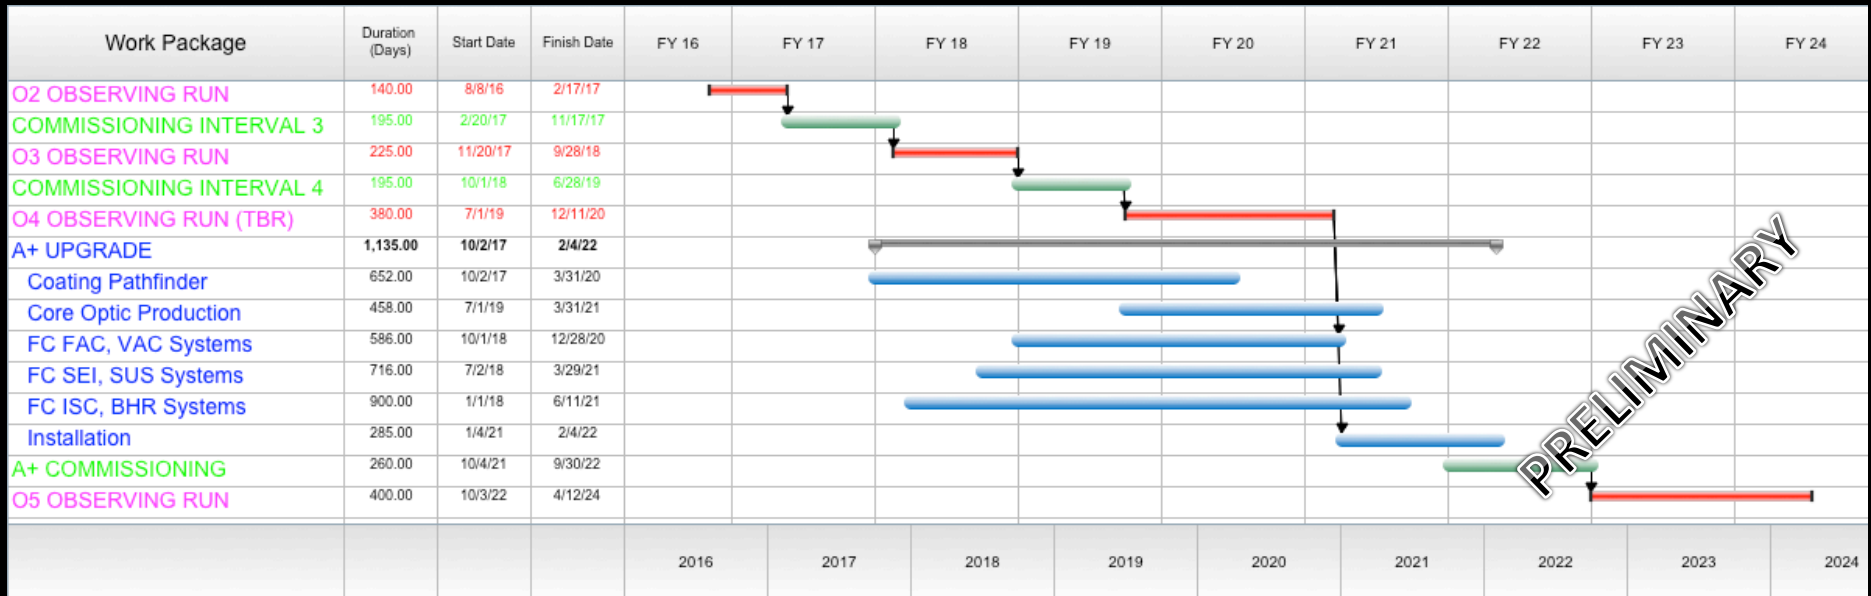 Work Package Duration (Days) Start Date Finish Date FY 16 FY 17 FY 18 FY 19 FY 20 FY 21 FY 22 FY 23 FY 24
O2 OBSERVING RUN 140.00 8/8/16 2/17/17
COMMISSIONING INTERVAL 3 195.00 2/20/17 11/17/17
O3 OBSERVING RUN 225.00 11/20/17 9/28/18
COMMISSIONING INTERVAL 4 195.00 10/1/18 6/28/19
O4 OBSERVING RUN (TBR) 380.00 7/1/19 12/11/20
A+ UPGRADE 1,135.00 10/2/17 2/4/22
Coating Pathfinder 652.00 10/2/17 3/31/20
Core Optic Production 458.00 7/1/19 3/31/21
FC FAC, VAC Systems 586.00 10/1/18 12/28/20
FC SEI, SUS Systems 716.00 7/2/18 3/29/21
FC ISC, BHR Systems 900.00 1/1/18 6/11/21
Installation 285.00 1/4/21 2/4/22
A+ COMMISSIONING 260.00 10/4/21 9/30/22
O5 OBSERVING RUN 400.00 10/3/22 4/12/24
PRELIMINARY
2016 2017 2018 2019 2020 2021 2022 2023 2024